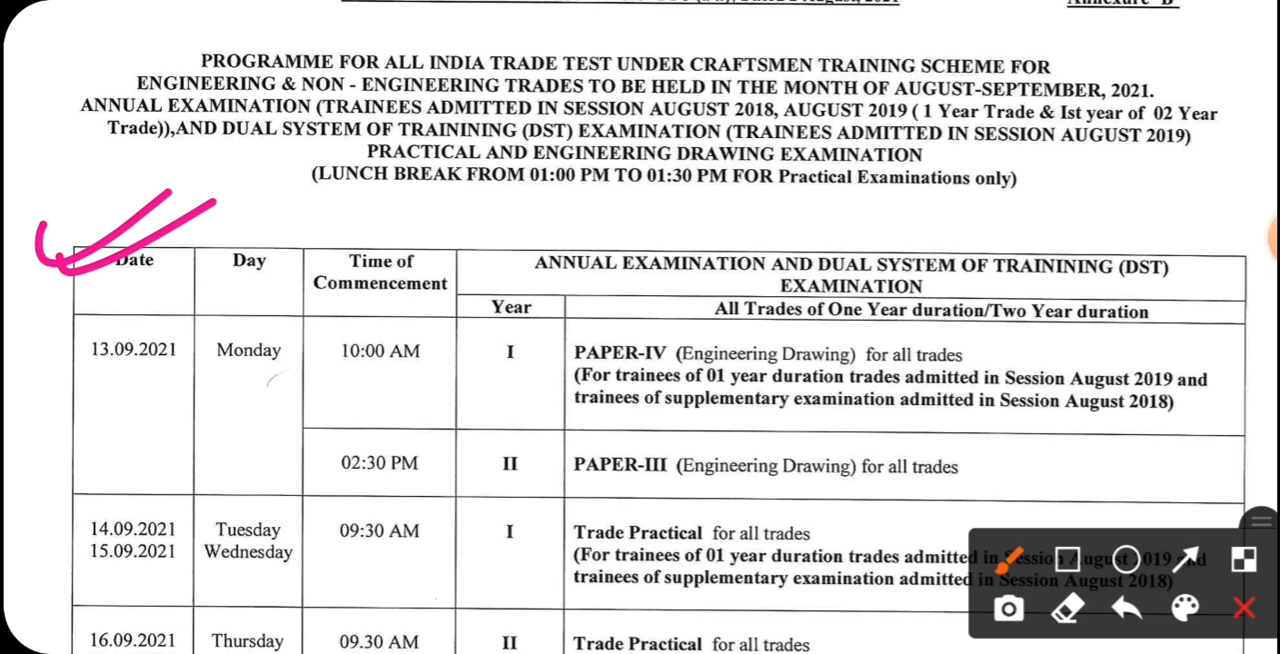 PROGRAMME FOR ALL INDIA TRADE TEST UNDER CRAFTSMEN TRAINING SCHEME FOR
ENGINEERING & NON - ENGINEERING TRADES TO BE HELD IN THE MONTH OF AUGUST-SEPTEMBER, 2021.
ANNUAL EXAMINATION (TRAINEES ADMITTED IN SESSION AUGUST 2018, AUGUST 2019 ( 1 Year Trade & Ist year of 02 Year
Trade)),AND DUAL SYSTEM OF TRAININING (DST) EXAMINATION (TRAINEES ADMITTED IN SESSION AUGUST 2019)
PRACTICAL AND ENGINEERING DRAWING EXAMINATION
(LUNCH BREAK FROM 01:00 PM TO 01:30 PM FOR Practical Examinations only)
Date Day Time of Commencement ANNUAL EXAMINATION AND DUAL SYSTEM OF TRAININING (DST)
EXAMINATION
Year All Trades of One Year duration/Two Year duration
13.09.2021 Monday 10:00 AM I PAPER-IV (Engineering Drawing) for all trades
(For trainees of 01 year duration trades admitted in Session August 2019 and
trainees of supplementary examination admitted in Session August 2018)
02:30 PM II PAPER-III (Engineering Drawing) for all trades
14.09.2021 Tuesday 09:30 AM I Trade Practical for all trades
15.09.2021 Wednesday (For trainees of 01 year duration trades admitted in Session August 2019 and
trainees of supplementary examination admitted in Session August 2018)
16.09.2021 Thursday 09.30 AM II Trade Practical for all trades